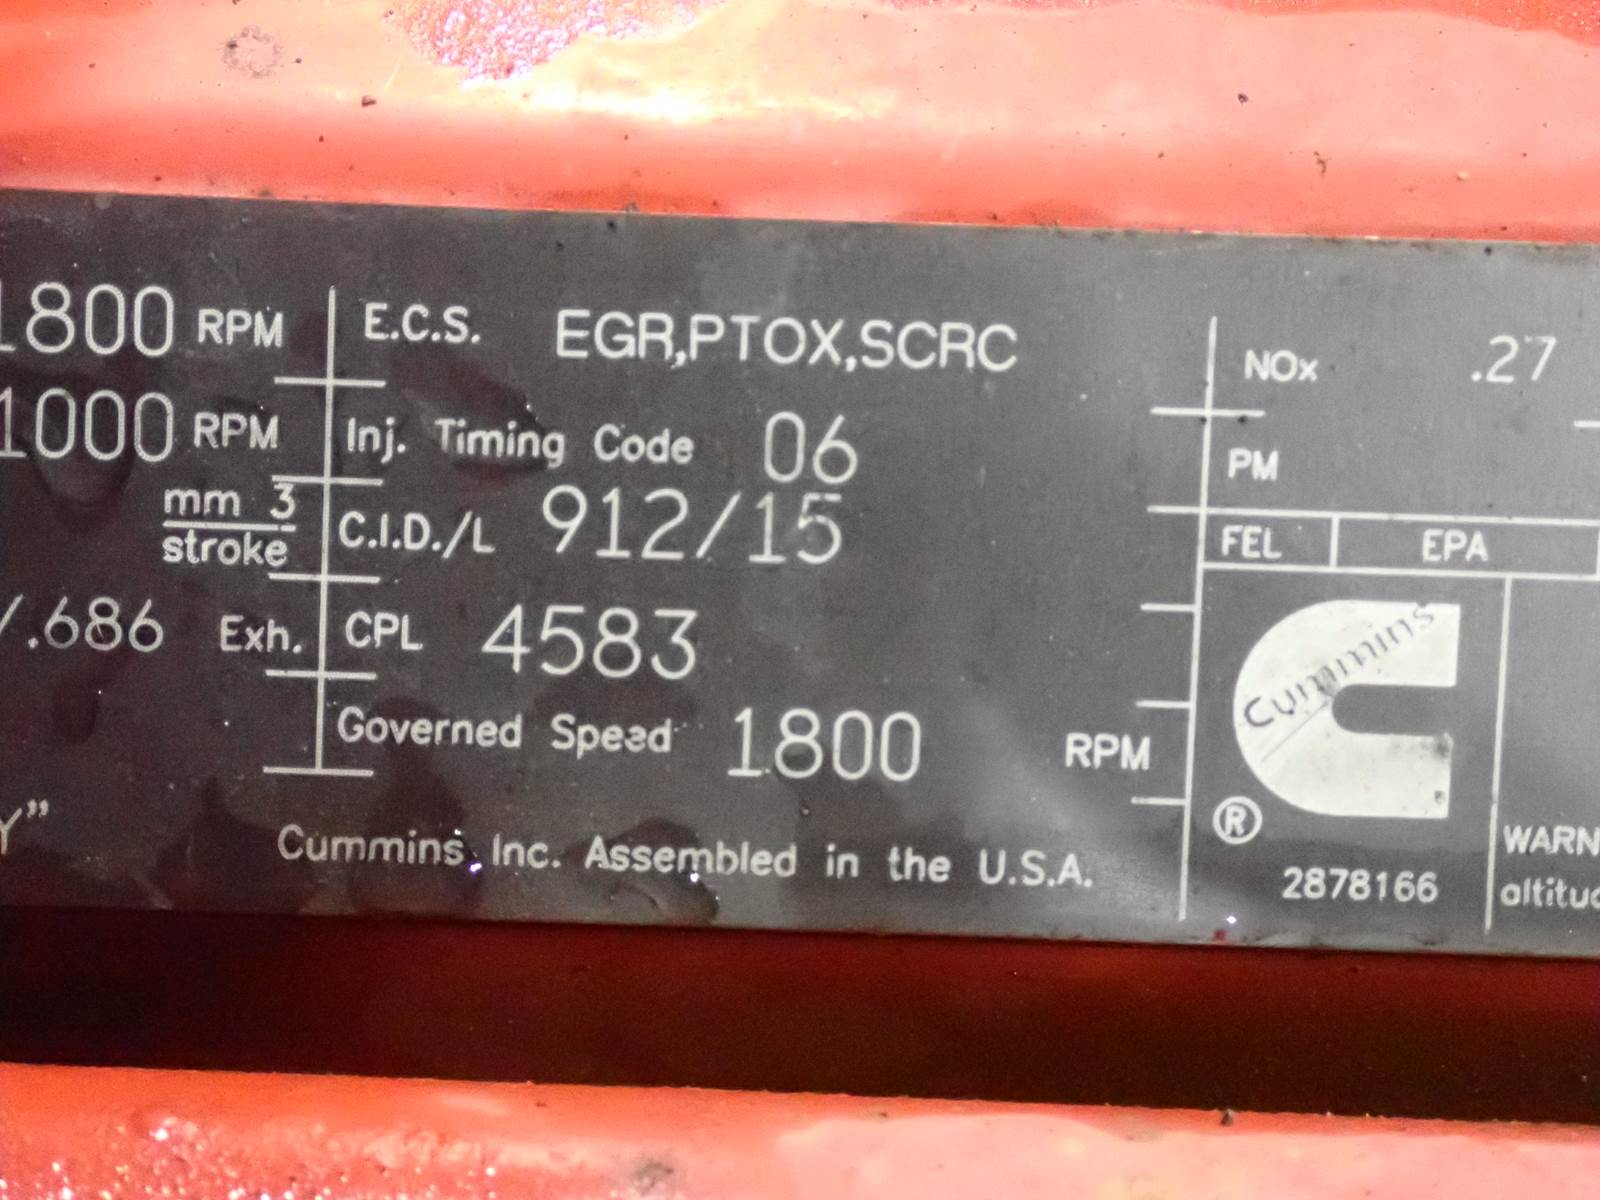 1800 RPM
1000 RPM
mm 3
stroke
/.686 Exh.
Y”
E.C.S. EGR,PTOX,SCRC
Inj. Timing Code 06
C.I.D./L 912/15
CPL 4583
Governed Speed 1800 RPM
Cummins Inc. Assembled in the U.S.A.
NOx .27
PM
FEL EPA
Cummins
®
2878166
WARN
altitud